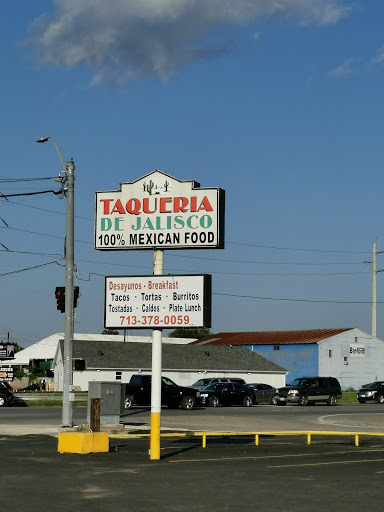 TAQUERIA
DE JALISCO
100% MEXICAN FOOD
Desayunos - Breakfast
Tacos - Tortas - Burritos
Tostadas - Caldos - Plate Lunch
713-378-0059